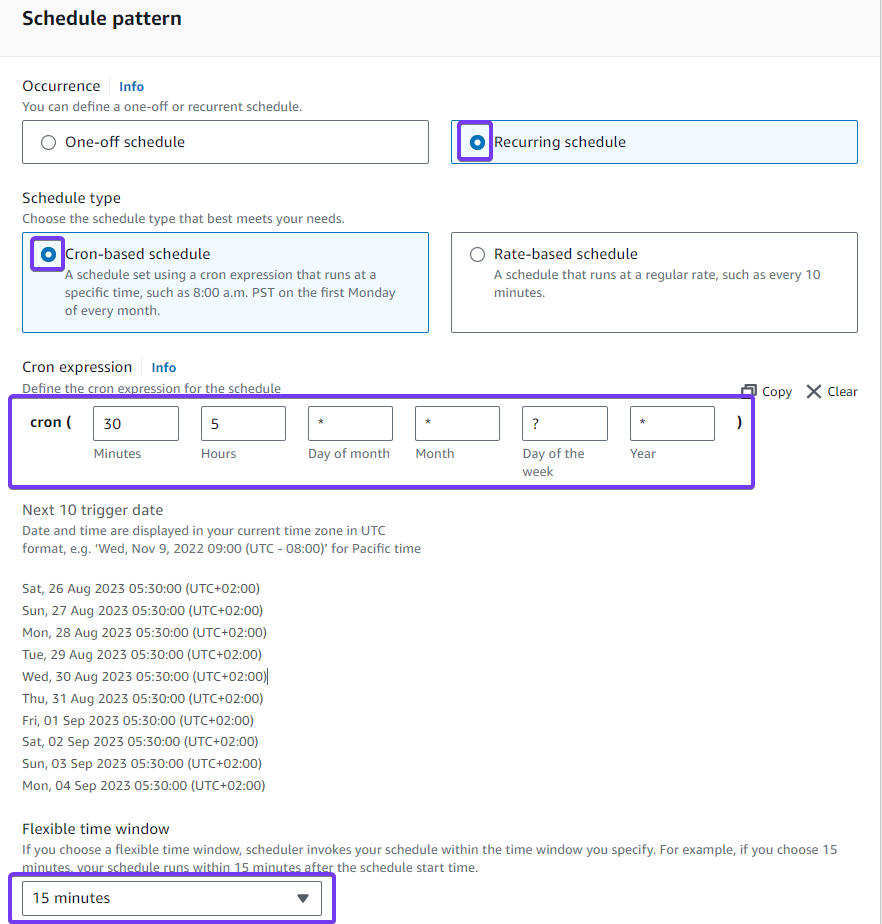 Schedule pattern
Occurrence Info
You can define a one-off or recurrent schedule.
One-off schedule
Recurring schedule
Schedule type
Choose the schedule type that best meets your needs.
Cron-based schedule
A schedule set using a cron expression that runs at a
specific time, such as 8:00 a.m. PST on the first Monday
of every month.
Rate-based schedule
A schedule that runs at a regular rate, such as every 10
minutes.
Cron expression Info
Define the cron expression for the schedule
Copy Clear
cron ( 30 5 * * ? * )
Minutes Hours Day of month Month Day of the Year
week
Next 10 trigger date
Date and time are displayed in your current time zone in UTC
format, e.g. ‘Wed, Nov 9, 2022 09:00 (UTC - 08:00)’ for Pacific time
Sat, 26 Aug 2023 05:30:00 (UTC+02:00)
Sun, 27 Aug 2023 05:30:00 (UTC+02:00)
Mon, 28 Aug 2023 05:30:00 (UTC+02:00)
Tue, 29 Aug 2023 05:30:00 (UTC+02:00)
Wed, 30 Aug 2023 05:30:00 (UTC+02:00)
Thu, 31 Aug 2023 05:30:00 (UTC+02:00)
Fri, 01 Sep 2023 05:30:00 (UTC+02:00)
Sat, 02 Sep 2023 05:30:00 (UTC+02:00)
Sun, 03 Sep 2023 05:30:00 (UTC+02:00)
Mon, 04 Sep 2023 05:30:00 (UTC+02:00)
Flexible time window
If you choose a flexible time window, scheduler invokes your schedule within the time window you specify. For example, if you choose 15
minutes, your schedule runs within 15 minutes after the schedule start time.
15 minutes